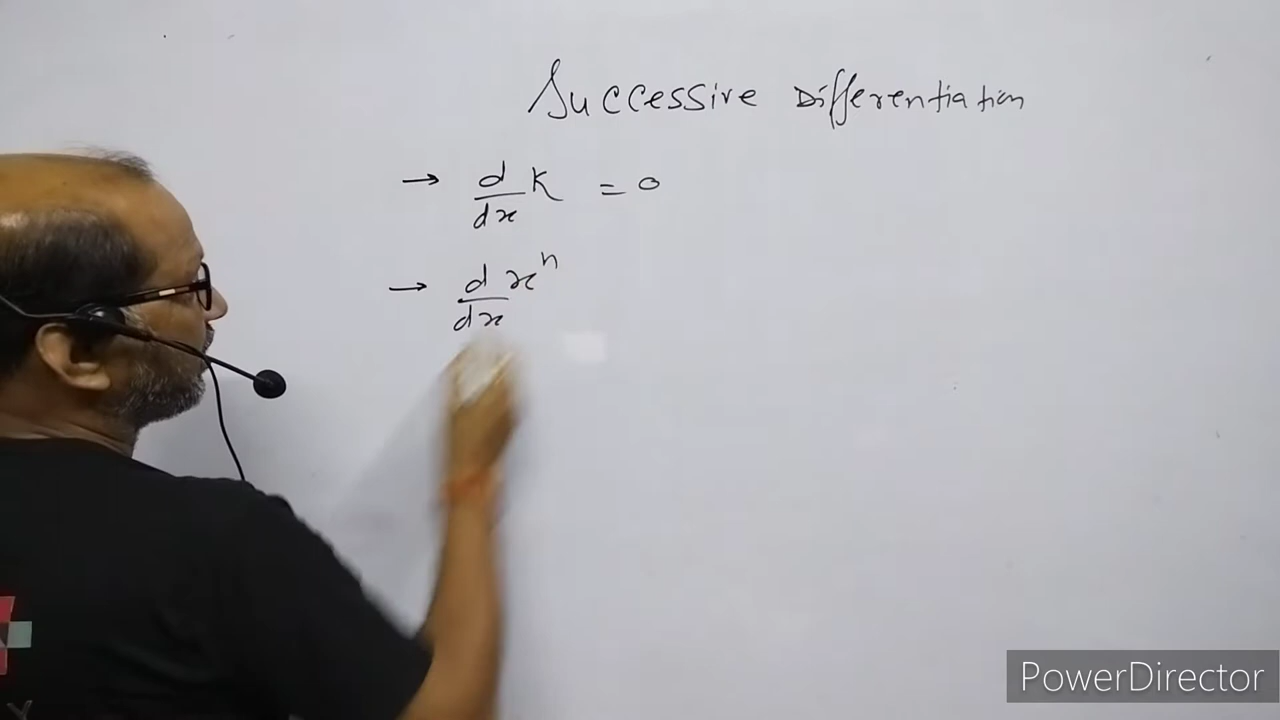 Successive Differentiation
→ d/dx K = 0
→ d/dx x^n
PowerDirector